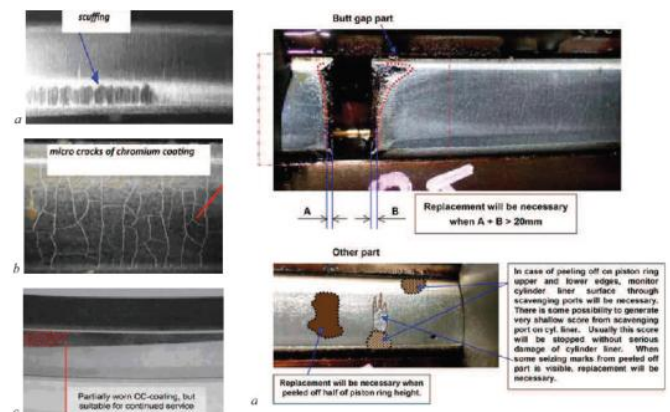 scuffing
a
micro cracks of chromium coating
b
Partially worn CC-coating, but
suitable for continued service
c
Butt gap part
A
B
Replacement will be necessary
when A + B > 20mm
Other part
In case of peeling off on piston ring
upper and lower edges, monitor
cylinder liner surface through
scavenging ports will be necessary.
There is some possibility to generate
very shallow score from scavenging
port on cyl. liner. Usually this score
will be stopped without serious
damage of cylinder liner. When
some seizing marks from peeled off
part is visible, replacement will be
necessary.
Replacement will be necessary when
peeled off half of piston ring height.
a